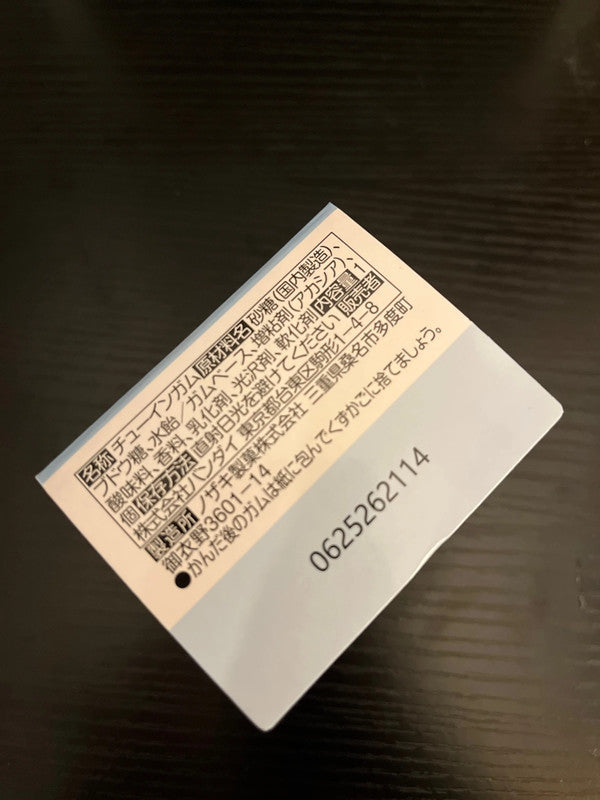 名称 チューインガム 原材料名 砂糖(国内製造)、
ブドウ糖、水飴/ガムベース、増粘剤(アカシア)、
酸味料、香料、乳化剤、光沢剤、軟化剤 内容量 1
個 保存方法 直射日光を避けてください 販売者
株式会社バンダイ 東京都台東区駒形1-4-8
製造所 ノザキ製菓株式会社 三重県桑名市多度町
御衣野3601-14
●かんだ後のガムは紙に包んでくずかごに捨てましょう。
0625262114